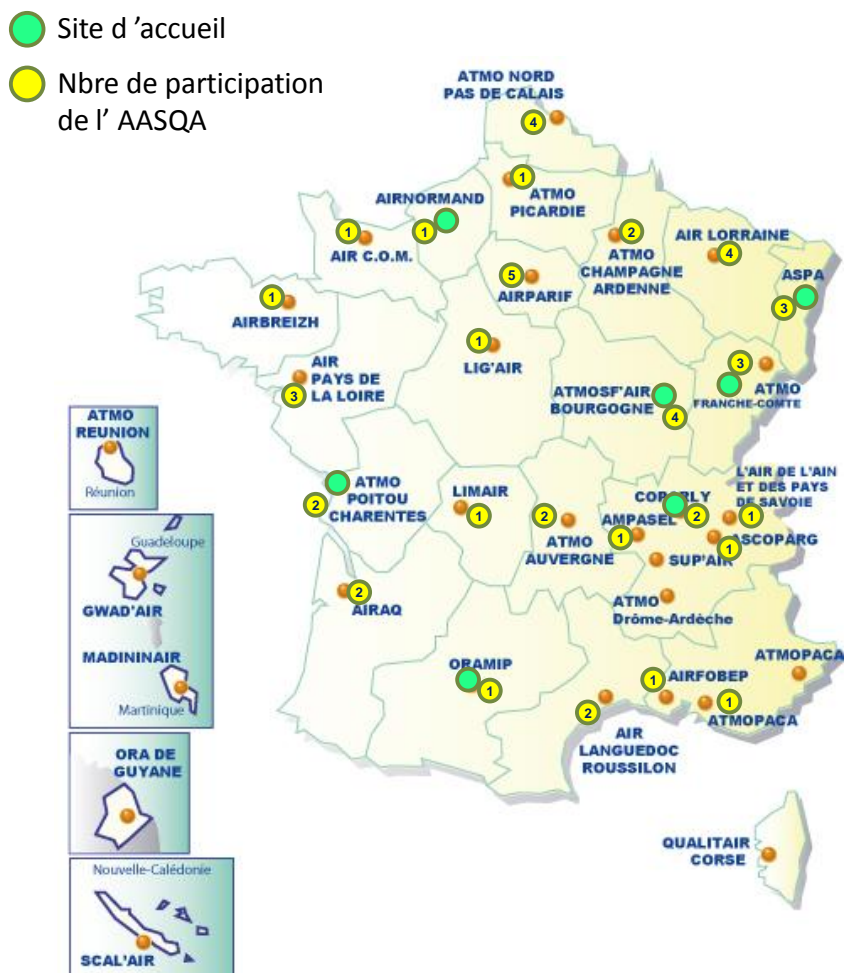 Site d ’accueil
Nbre de participation
de l’ AASQA
ATMO NORD
PAS DE CALAIS
4
1
ATMO
PICARDIE
AIRNORMAND
1
1
AIR C.O.M.
2
ATMO
CHAMPAGNE
ARDENNE
AIR LORRAINE
4
ASPA
3
5
AIRPARIF
1
AIRBREIZH
1
LIG'AIR
AIR
PAYS DE
LA LOIRE
3
ATMOSF'AIR
BOURGOGNE
4
3
ATMO
FRANCHE-COMTE
ATMO
REUNION
Réunion
ATMO
POITOU
CHARENTES
2
LIMAIR
1
2
ATMO
AUVERGNE
COPARLY
2
AMPASEL
1
L'AIR DE L'AIN
ET DES PAYS
DE SAVOIE
1
ASCOPARG
1
SUP'AIR
ATMO
Drôme-Ardèche
Guadeloupe
GWAD'AIR
MADININAIR
Martinique
2
AIRAQ
ORAMIP
1
2
AIR
LANGUEDOC
ROUSSILON
1
AIRFOBEP
1
ATMOPACA
ATMOPACA
ORA DE
GUYANE
QUALITAIR
CORSE
Nouvelle-Calédonie
SCAL'AIR